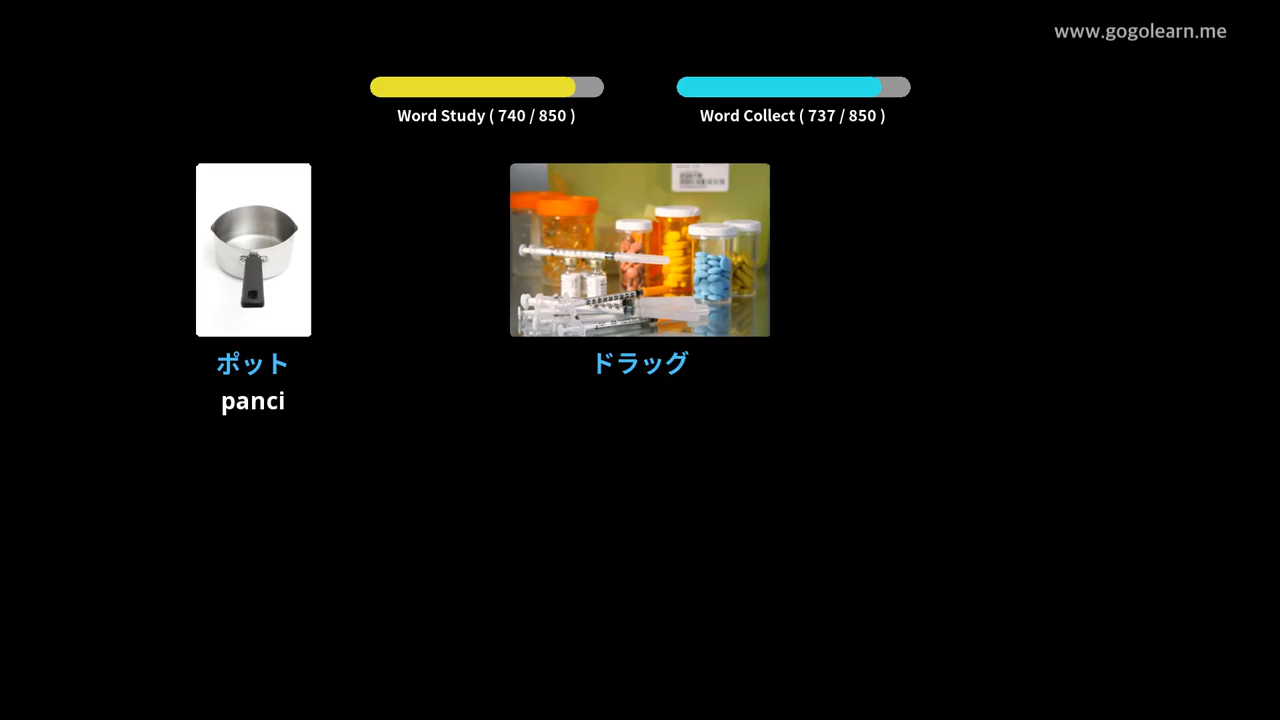 www.gogolearn.me
Word Study ( 740 / 850 )
Word Collect ( 737 / 850 )
ポット
panci
ドラッグ